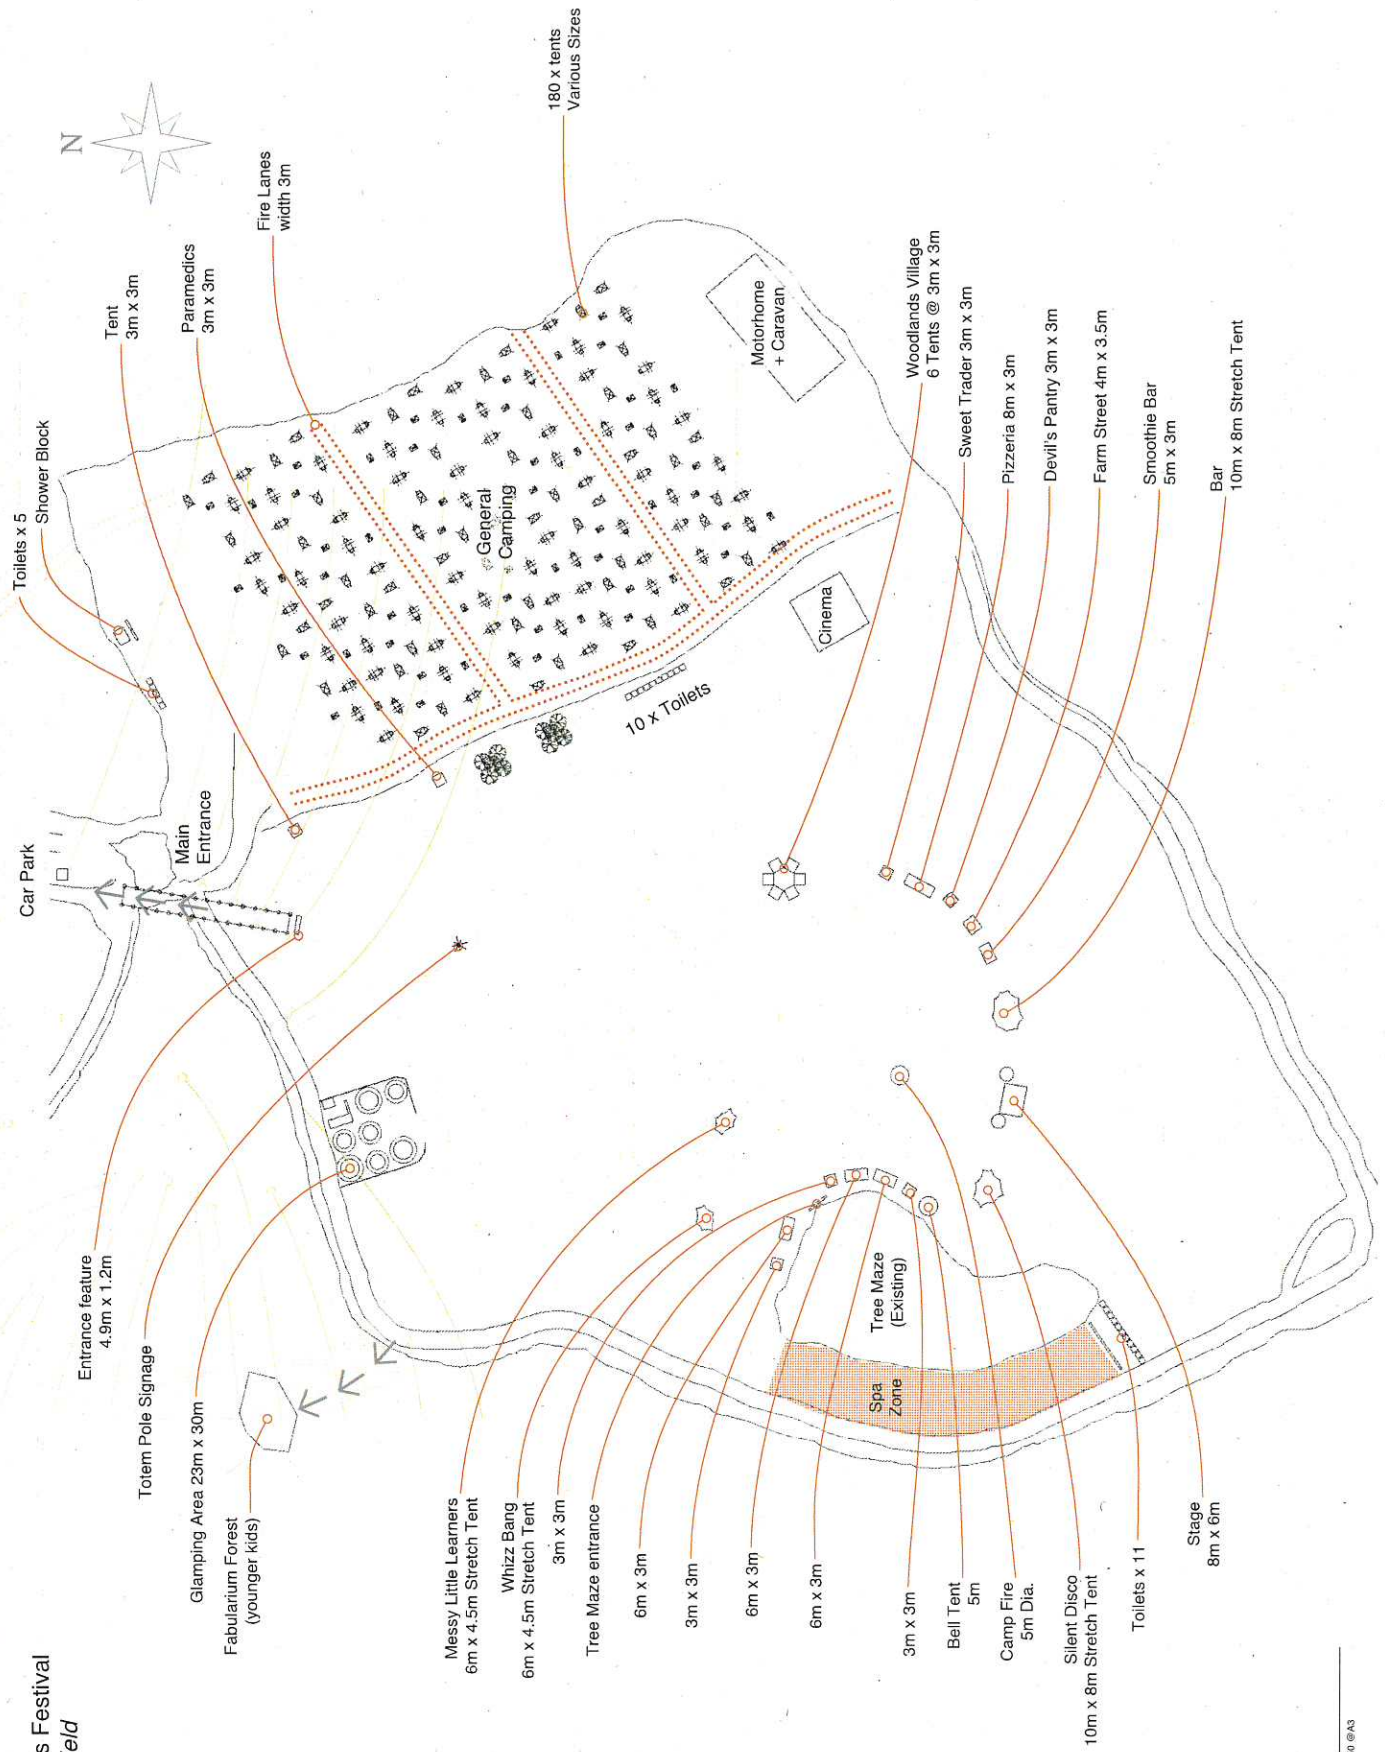 s Festival
eld
Car Park
Toilets x 5
Shower Block
N
Tent
3m x 3m
Paramedics
3m x 3m
Fire Lanes
width 3m
180 x tents
Various Sizes
Main
Entrance
General
Camping
10 x Toilets
Motorhome
+ Caravan
Cinema
Woodlands Village
6 Tents @ 3m x 3m
Sweet Trader 3m x 3m
Pizzeria 8m x 3m
Devil's Pantry 3m x 3m
Farm Street 4m x 3.5m
Smoothie Bar
5m x 3m
Bar
10m x 8m Stretch Tent
Entrance feature
4.9m x 1.2m
Totem Pole Signage
Glamping Area 23m x 30m
Fabularium Forest
(younger kids)
Messy Little Learners
6m x 4.5m Stretch Tent
Whizz Bang
6m x 4.5m Stretch Tent
3m x 3m
Tree Maze entrance
6m x 3m
3m x 3m
6m x 3m
6m x 3m
3m x 3m
Bell Tent
5m
Camp Fire
5m Dia.
Silent Disco
10m x 8m Stretch Tent
Toilets x 11
Stage
8m x 6m
Tree Maze
(Existing)
Spa
Zone
0 @A3